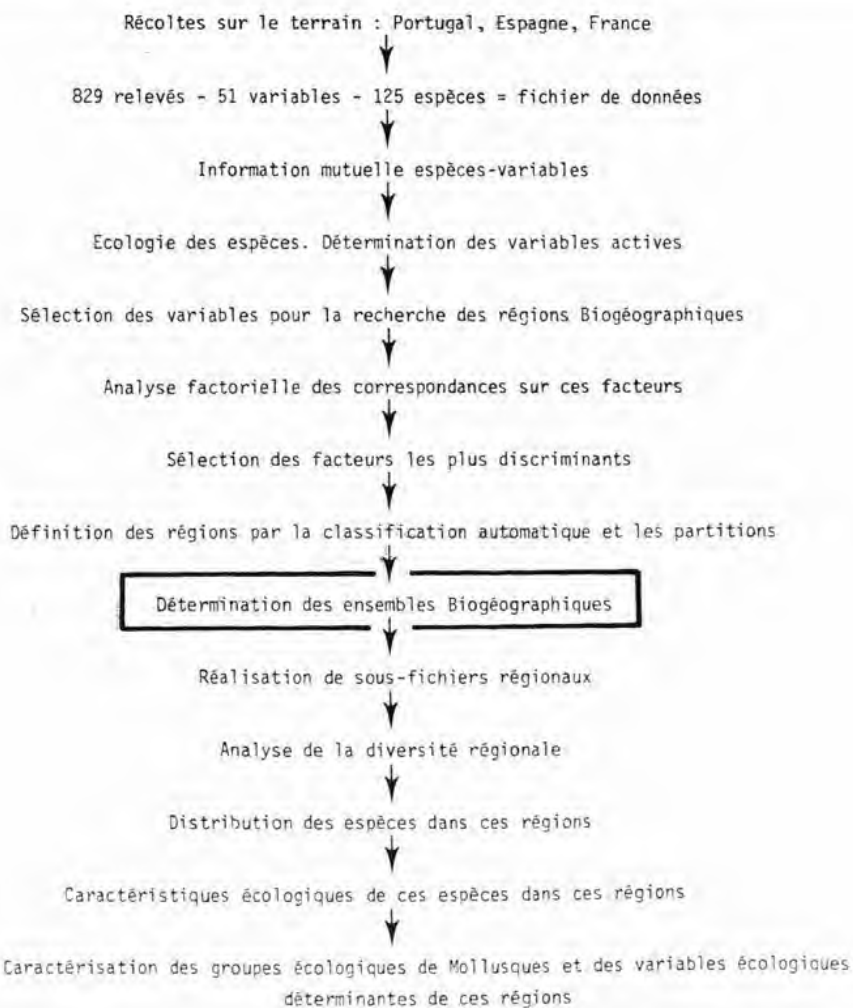 Récoltes sur le terrain : Portugal, Espagne, France
829 relevés - 51 variables - 125 espèces = fichier de données
Information mutuelle espèces-variables
Ecologie des espèces. Détermination des variables actives
Sélection des variables pour la recherche des régions Biogéographiques
Analyse factorielle des correspondances sur ces facteurs
Sélection des facteurs les plus discriminants
Définition des régions par la classification automatique et les partitions
Détermination des ensembles Biogéographiques
Réalisation de sous-fichiers régionaux
Analyse de la diversité régionale
Distribution des espèces dans ces régions
Caractéristiques écologiques de ces espèces dans ces régions
Caractérisation des groupes écologiques de Mollusques et des variables écologiques
déterminantes de ces régions